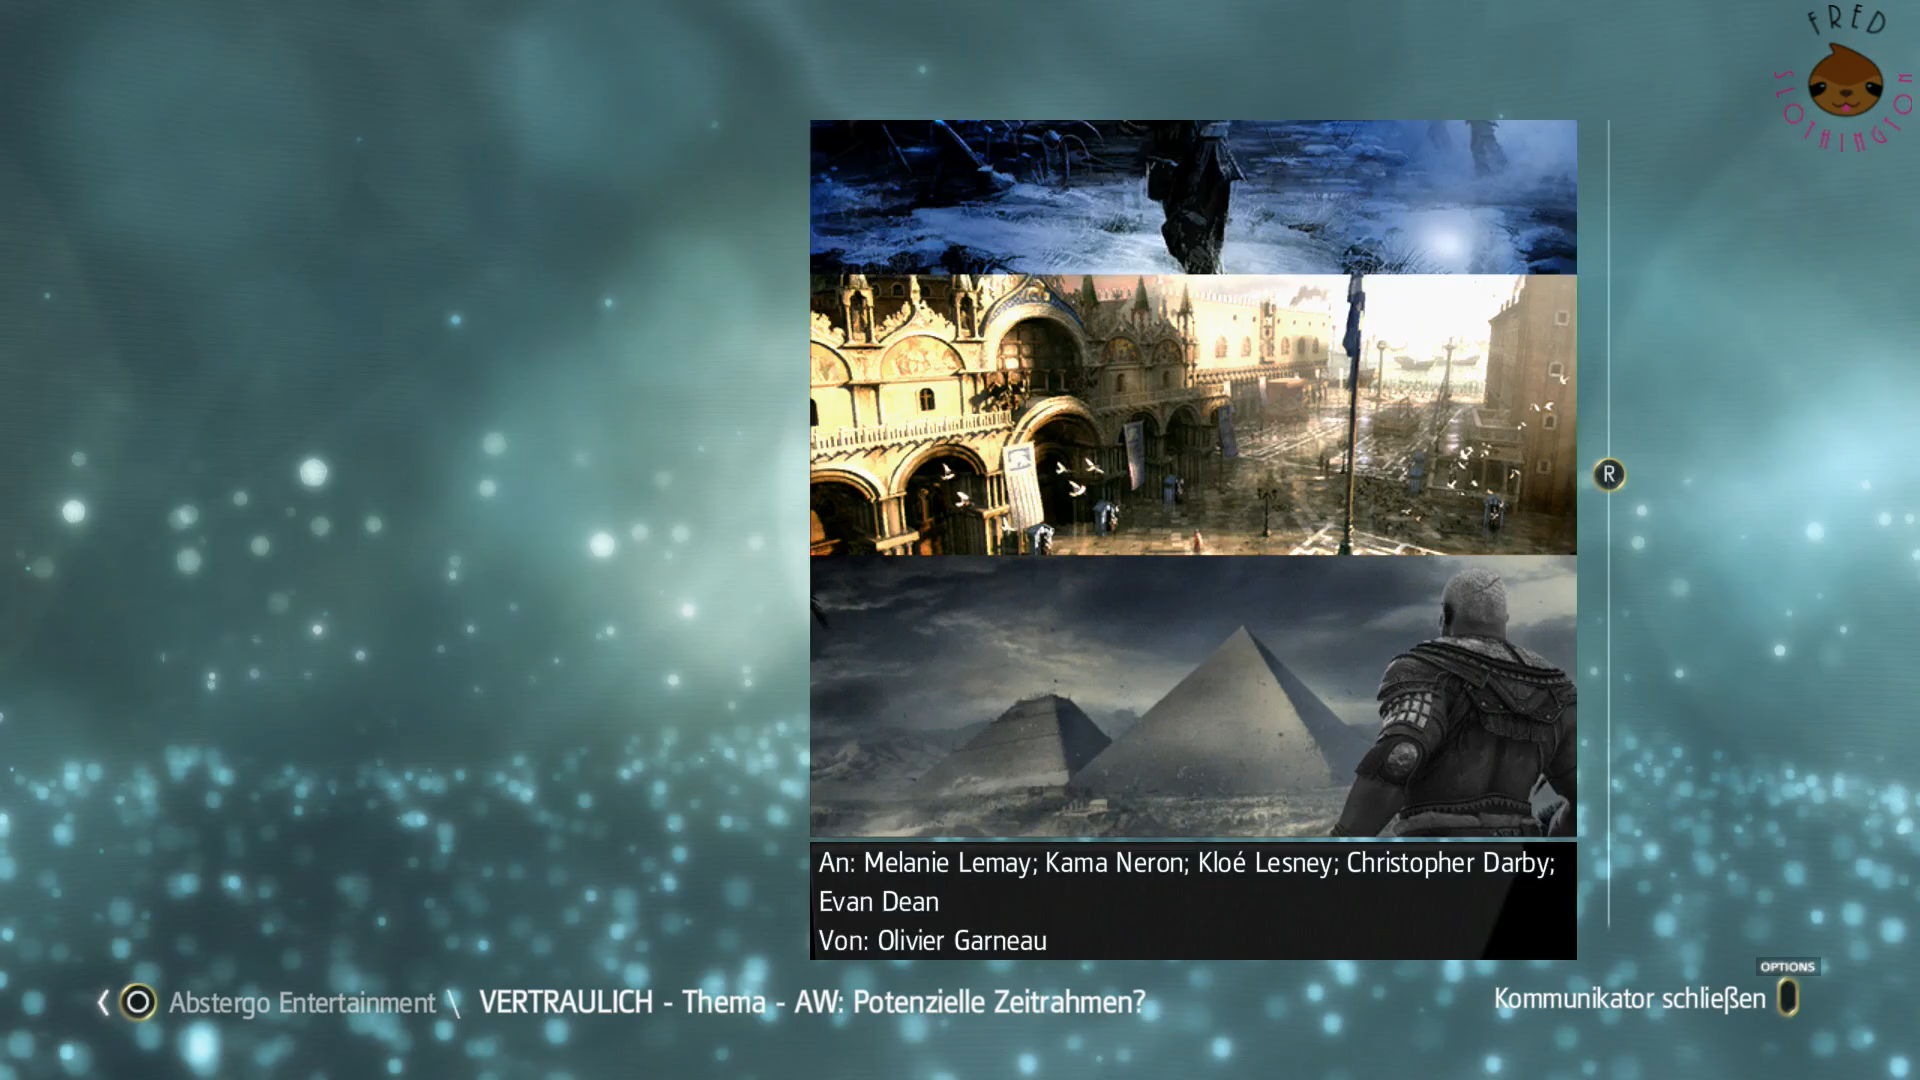 FRED
SLOTHINGTON
R
An: Melanie Lemay; Kama Neron; Kloé Lesney; Christopher Darby;
Evan Dean
Von: Olivier Garneau
OPTIONS
Abstergo Entertainment \ VERTRAULICH - Thema - AW: Potenzielle Zeitrahmen?
Kommunikator schließen